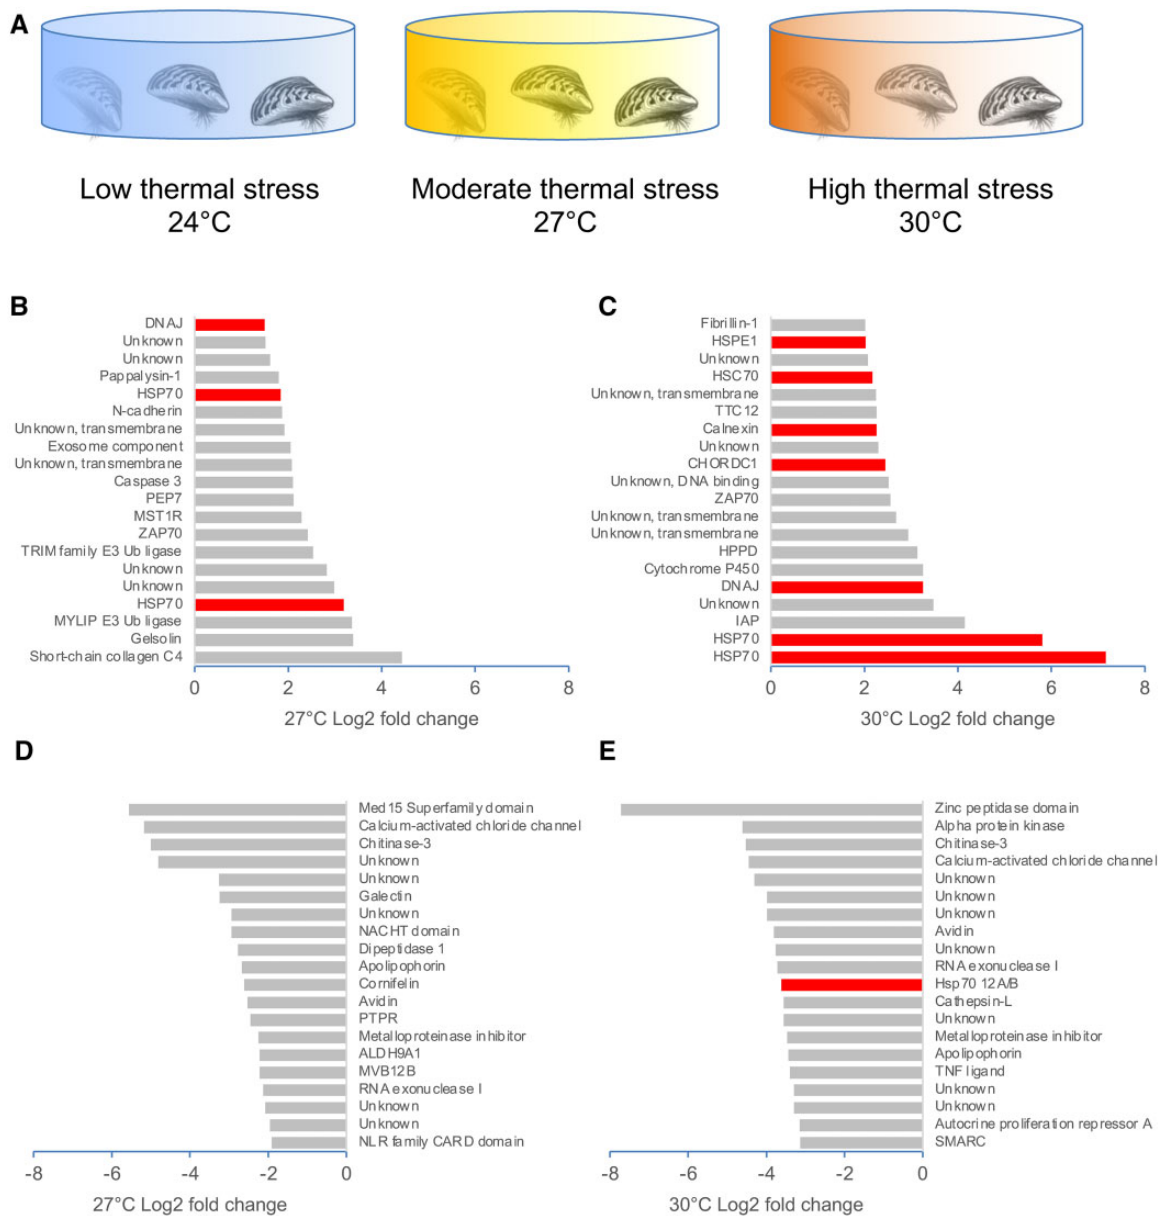 A
Low thermal stress
24°C
Moderate thermal stress
27°C
High thermal stress
30°C
B
DNAJ
Unknown
Unknown
Pappalysin-1
HSP70
N-cadherin
Unknown, transmembrane
Exosome component
Unknown, transmembrane
Caspase 3
PEP7
MST1R
ZAP70
TRIM family E3 Ub ligase
Unknown
Unknown
HSP70
MYLIP E3 Ub ligase
Gelsolin
Short-chain collagen C4
0 2 4 6 8
27°C Log2 fold change
C
Fibrillin-1
HSPE1
Unknown
HSC70
Unknown, transmembrane
TTC12
Calnexin
Unknown
CHORDC1
Unknown, DNA binding
ZAP70
Unknown, transmembrane
Unknown, transmembrane
HPPD
Cytochrome P450
DNAJ
Unknown
IAP
HSP70
HSP70
0 2 4 6 8
30°C Log2 fold change
D
Med15 Superfamily domain
Calcium-activated chloride channel
Chitinase-3
Unknown
Unknown
Galectin
Unknown
NACHT domain
Dipeptidase 1
Apolipophorin
Cornifelin
Avidin
PTPR
Metalloproteinase inhibitor
ALDH9A1
MVB12B
RNA exonuclease I
Unknown
Unknown
NLR family CARD domain
-8 -6 -4 -2 0
27°C Log2 fold change
E
Zinc peptidase domain
Alpha protein kinase
Chitinase-3
Calcium-activated chloride channel
Unknown
Unknown
Unknown
Avidin
Unknown
RNA exonuclease I
Hsp70 12A/B
Cathepsin-L
Unknown
Metalloproteinase inhibitor
Apolipophorin
TNF ligand
Unknown
Unknown
Autocrine proliferation repressor A
SMARC
-8 -6 -4 -2 0
30°C Log2 fold change